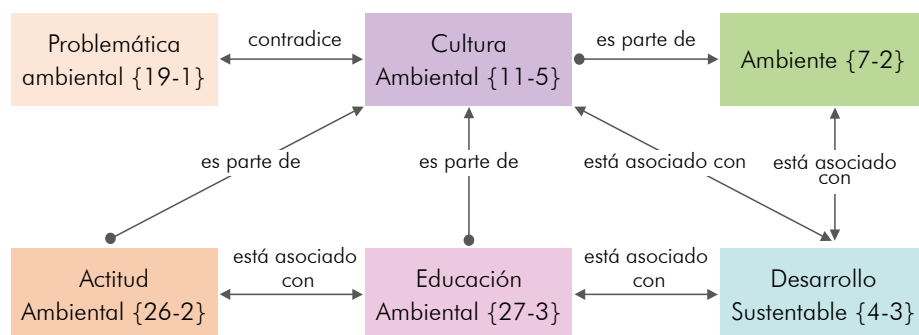 Problemática
ambiental {19-1}
contradice
Cultura
Ambiental {11-5}
es parte de
Ambiente {7-2}
es parte de
es parte de
está asociado con
está asociado
con
Actitud
Ambiental {26-2}
está asociado
con
Educación
Ambiental {27-3}
está asociado
con
Desarrollo
Sustentable {4-3}